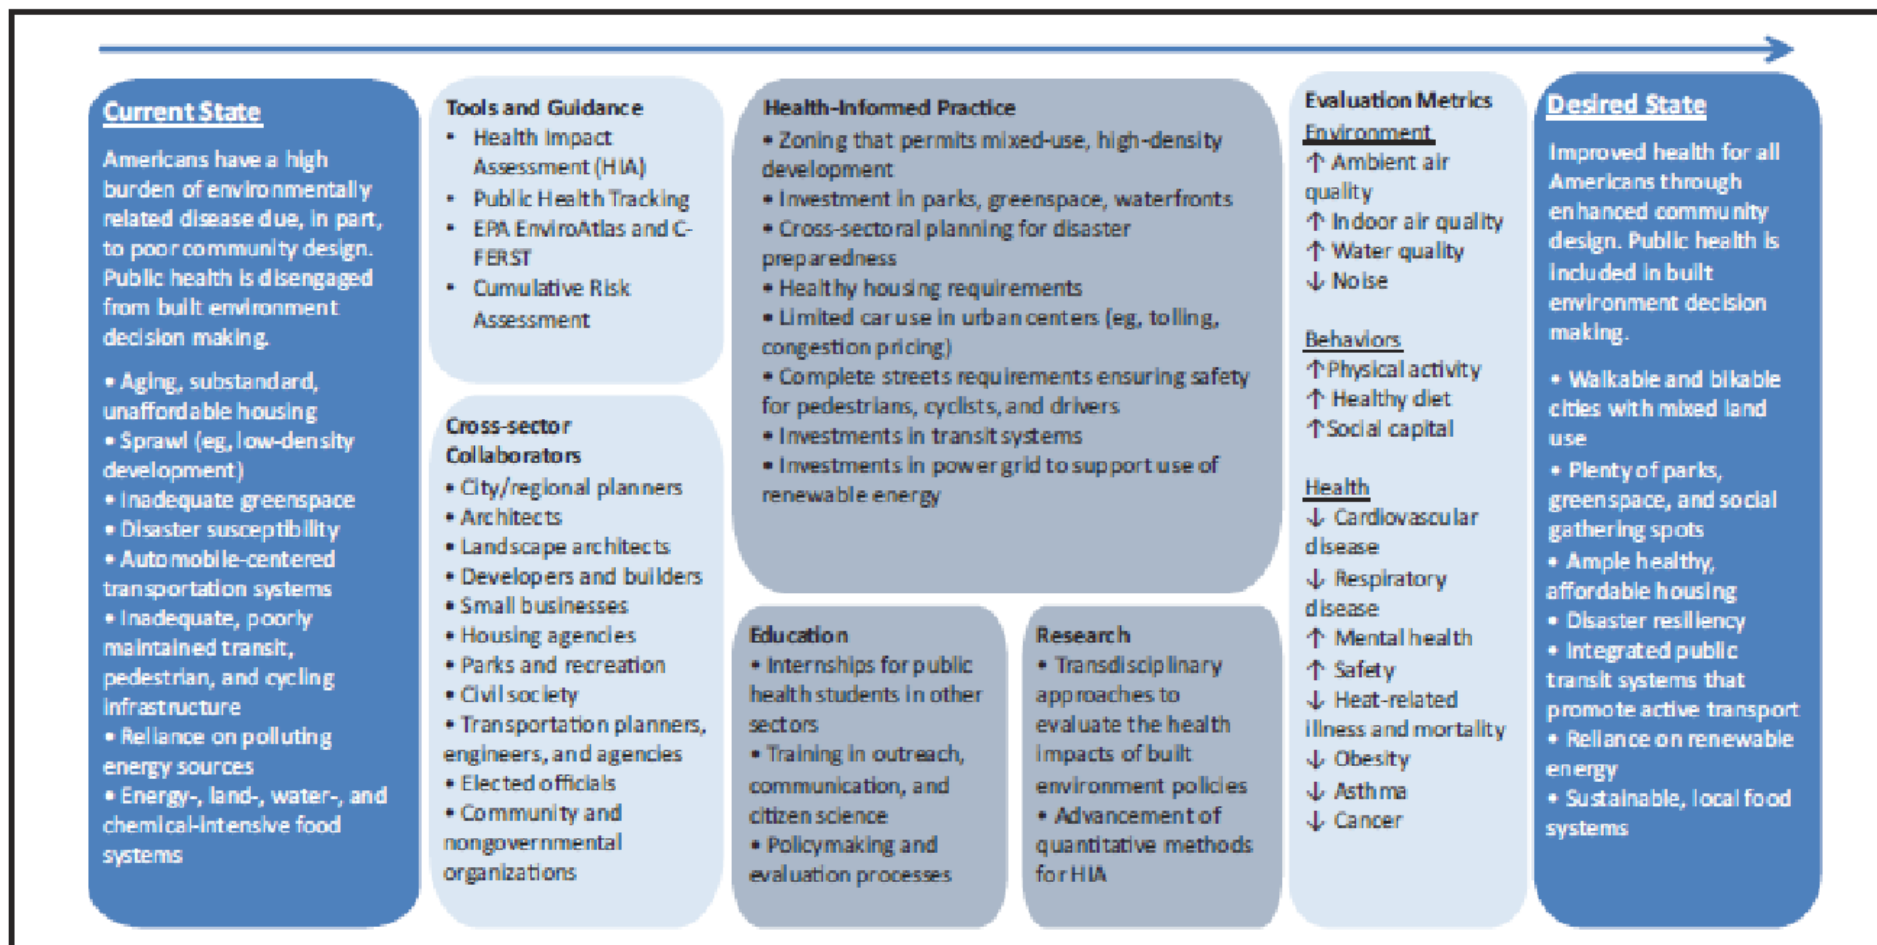 Current State
Americans have a high
burden of environmentally
related disease due, in part,
to poor community design.
Public health is disengaged
from built environment
decision making.
• Aging, substandard,
unaffordable housing
• Sprawl (eg, low-density
development)
• Inadequate greenspace
• Disaster susceptibility
• Automobile-centered
transportation systems
• Inadequate, poorly
maintained transit,
pedestrian, and cycling
infrastructure
• Reliance on polluting
energy sources
• Energy-, land-, water-, and
chemical-intensive food
systems
Tools and Guidance
• Health Impact
Assessment (HIA)
• Public Health Tracking
• EPA EnviroAtlas and C-
FERST
• Cumulative Risk
Assessment
Cross-sector
Collaborators
• City/regional planners
• Architects
• Landscape architects
• Developers and builders
• Small businesses
• Housing agencies
• Parks and recreation
• Civil society
• Transportation planners,
engineers, and agencies
• Elected officials
• Community and
nongovernmental
organizations
Health-Informed Practice
• Zoning that permits mixed-use, high-density
development
• Investment in parks, greenspace, waterfronts
• Cross-sectoral planning for disaster
preparedness
• Healthy housing requirements
• Limited car use in urban centers (eg, tolling,
congestion pricing)
• Complete streets requirements ensuring safety
for pedestrians, cyclists, and drivers
• Investments in transit systems
• Investments in power grid to support use of
renewable energy
Education
• Internships for public
health students in other
sectors
• Training in outreach,
communication, and
citizen science
• Policymaking and
evaluation processes
Research
• Transdisciplinary
approaches to
evaluate the health
impacts of built
environment policies
• Advancement of
quantitative methods
for HIA
Evaluation Metrics
Environment
↑ Ambient air
quality
↑ Indoor air quality
↑ Water quality
↓ Noise
Behaviors
↑Physical activity
↑ Healthy diet
↑Social capital
Health
↓ Cardiovascular
disease
↓ Respiratory
disease
↑ Mental health
↑ Safety
↓ Heat-related
illness and mortality
↓ Obesity
↓ Asthma
↓ Cancer
Desired State
Improved health for all
Americans through
enhanced community
design. Public health is
included in built
environment decision
making.
• Walkable and bikable
cities with mixed land
use
• Plenty of parks,
greenspace, and social
gathering spots
• Ample healthy,
affordable housing
• Disaster resiliency
• Integrated public
transit systems that
promote active transport
• Reliance on renewable
energy
• Sustainable, local food
systems